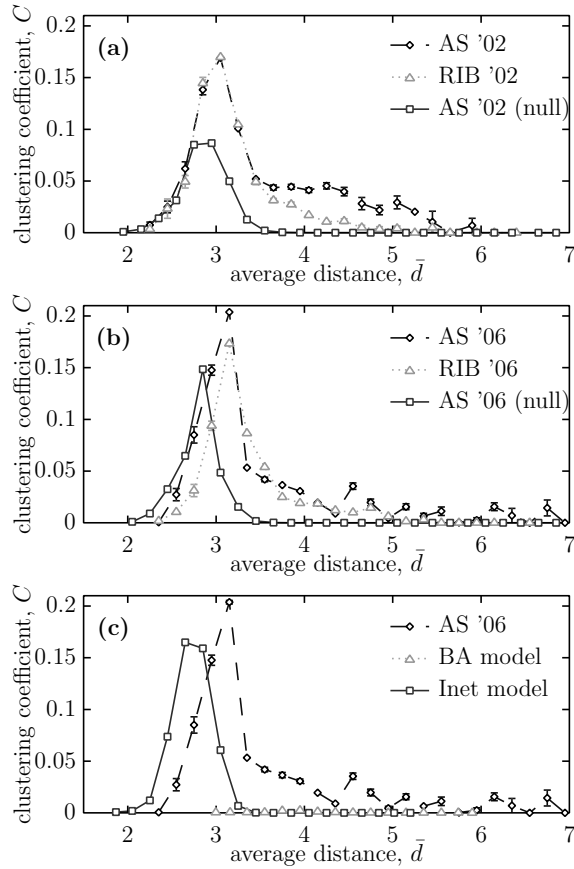 (a)
AS '02
RIB '02
AS '02 (null)
clustering coefficient, C
0.2
0.15
0.1
0.05
0
2 3 4 5 6 7
average distance, d̄
(b)
AS '06
RIB '06
AS '06 (null)
clustering coefficient, C
0.2
0.15
0.1
0.05
0
2 3 4 5 6 7
average distance, d̄
(c)
AS '06
BA model
Inet model
clustering coefficient, C
0.2
0.15
0.1
0.05
0
2 3 4 5 6 7
average distance, d̄